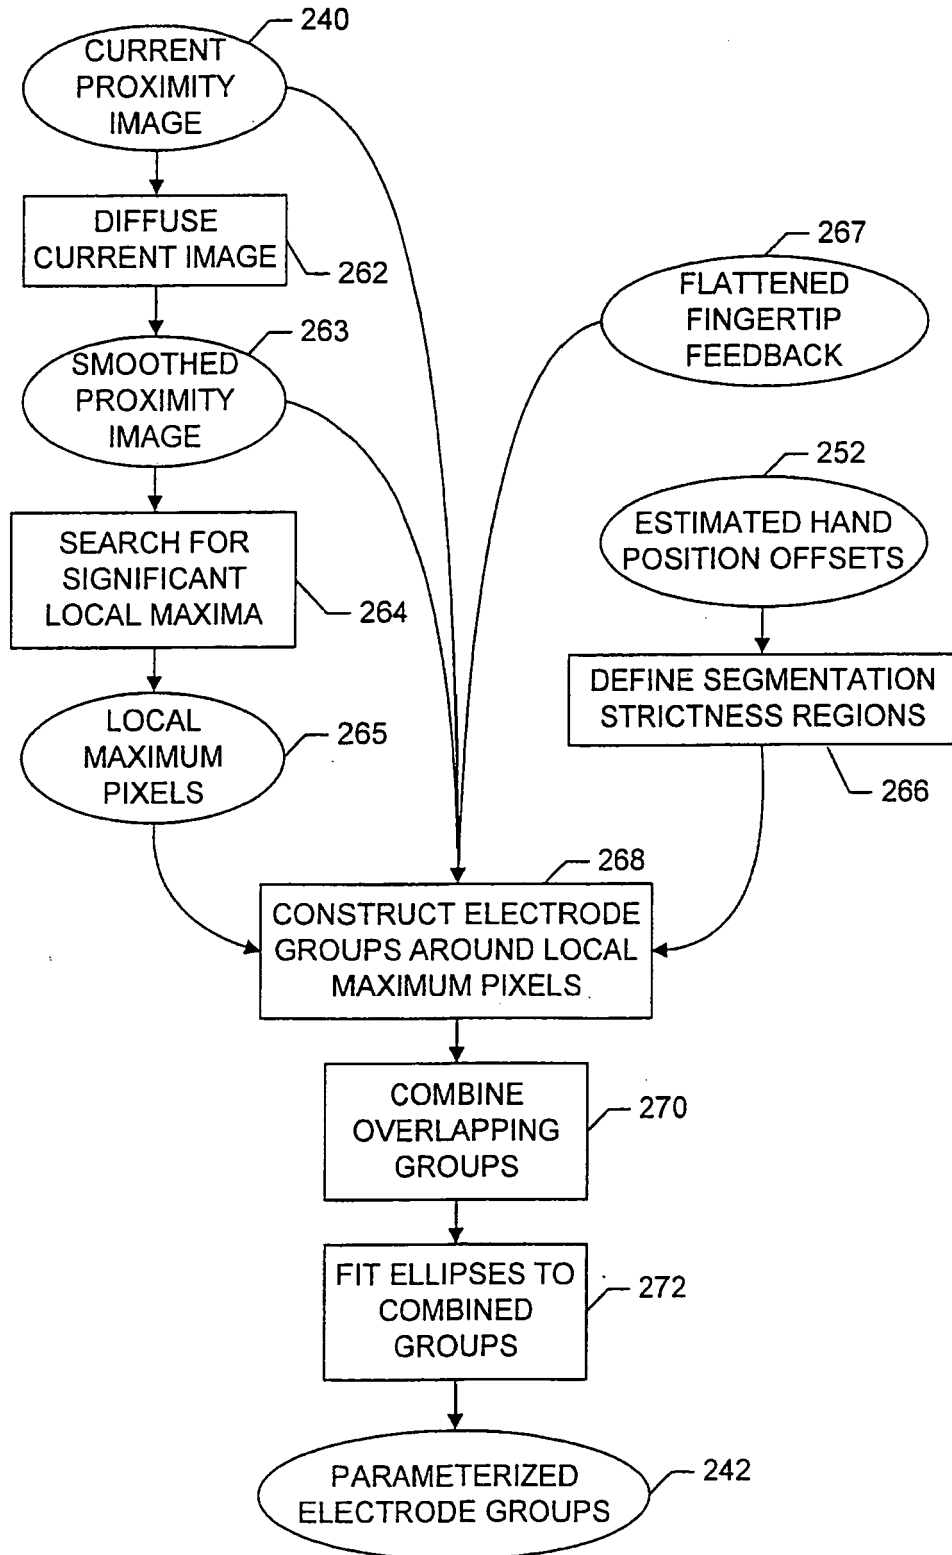 240
CURRENT
PROXIMITY
IMAGE
DIFFUSE
CURRENT IMAGE
262
263
SMOOTHED
PROXIMITY
IMAGE
267
FLATTENED
FINGERTIP
FEEDBACK
252
ESTIMATED HAND
POSITION OFFSETS
SEARCH FOR
SIGNIFICANT
LOCAL MAXIMA
264
DEFINE SEGMENTATION
STRICTNESS REGIONS
266
LOCAL
MAXIMUM
PIXELS
265
268
CONSTRUCT ELECTRODE
GROUPS AROUND LOCAL
MAXIMUM PIXELS
COMBINE
OVERLAPPING
GROUPS
270
FIT ELLIPSES TO
COMBINED
GROUPS
272
PARAMETERIZED
ELECTRODE GROUPS
242